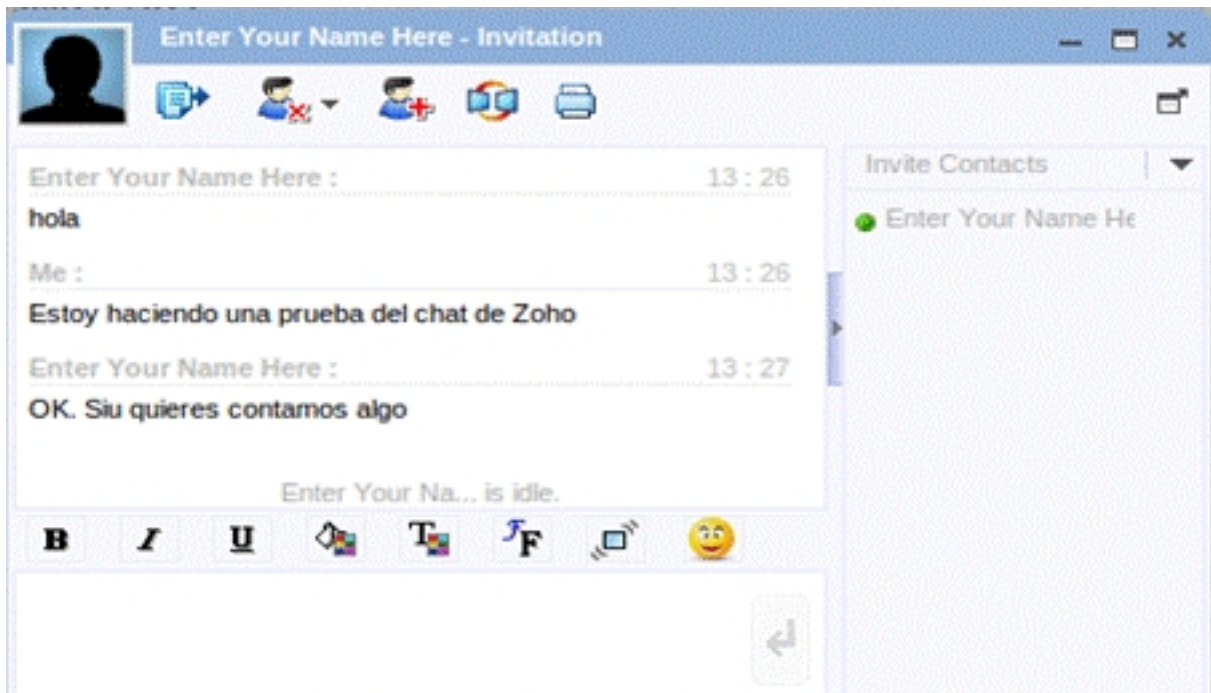 Enter Your Name Here - Invitation
Enter Your Name Here : 13 : 26
hola
Me : 13 : 26
Estoy haciendo una prueba del chat de Zoho
Enter Your Name Here : 13 : 27
OK. Siu quieres contamos algo
Enter Your Na... is idle.
B I U T F F
Invite Contacts
Enter Your Name He